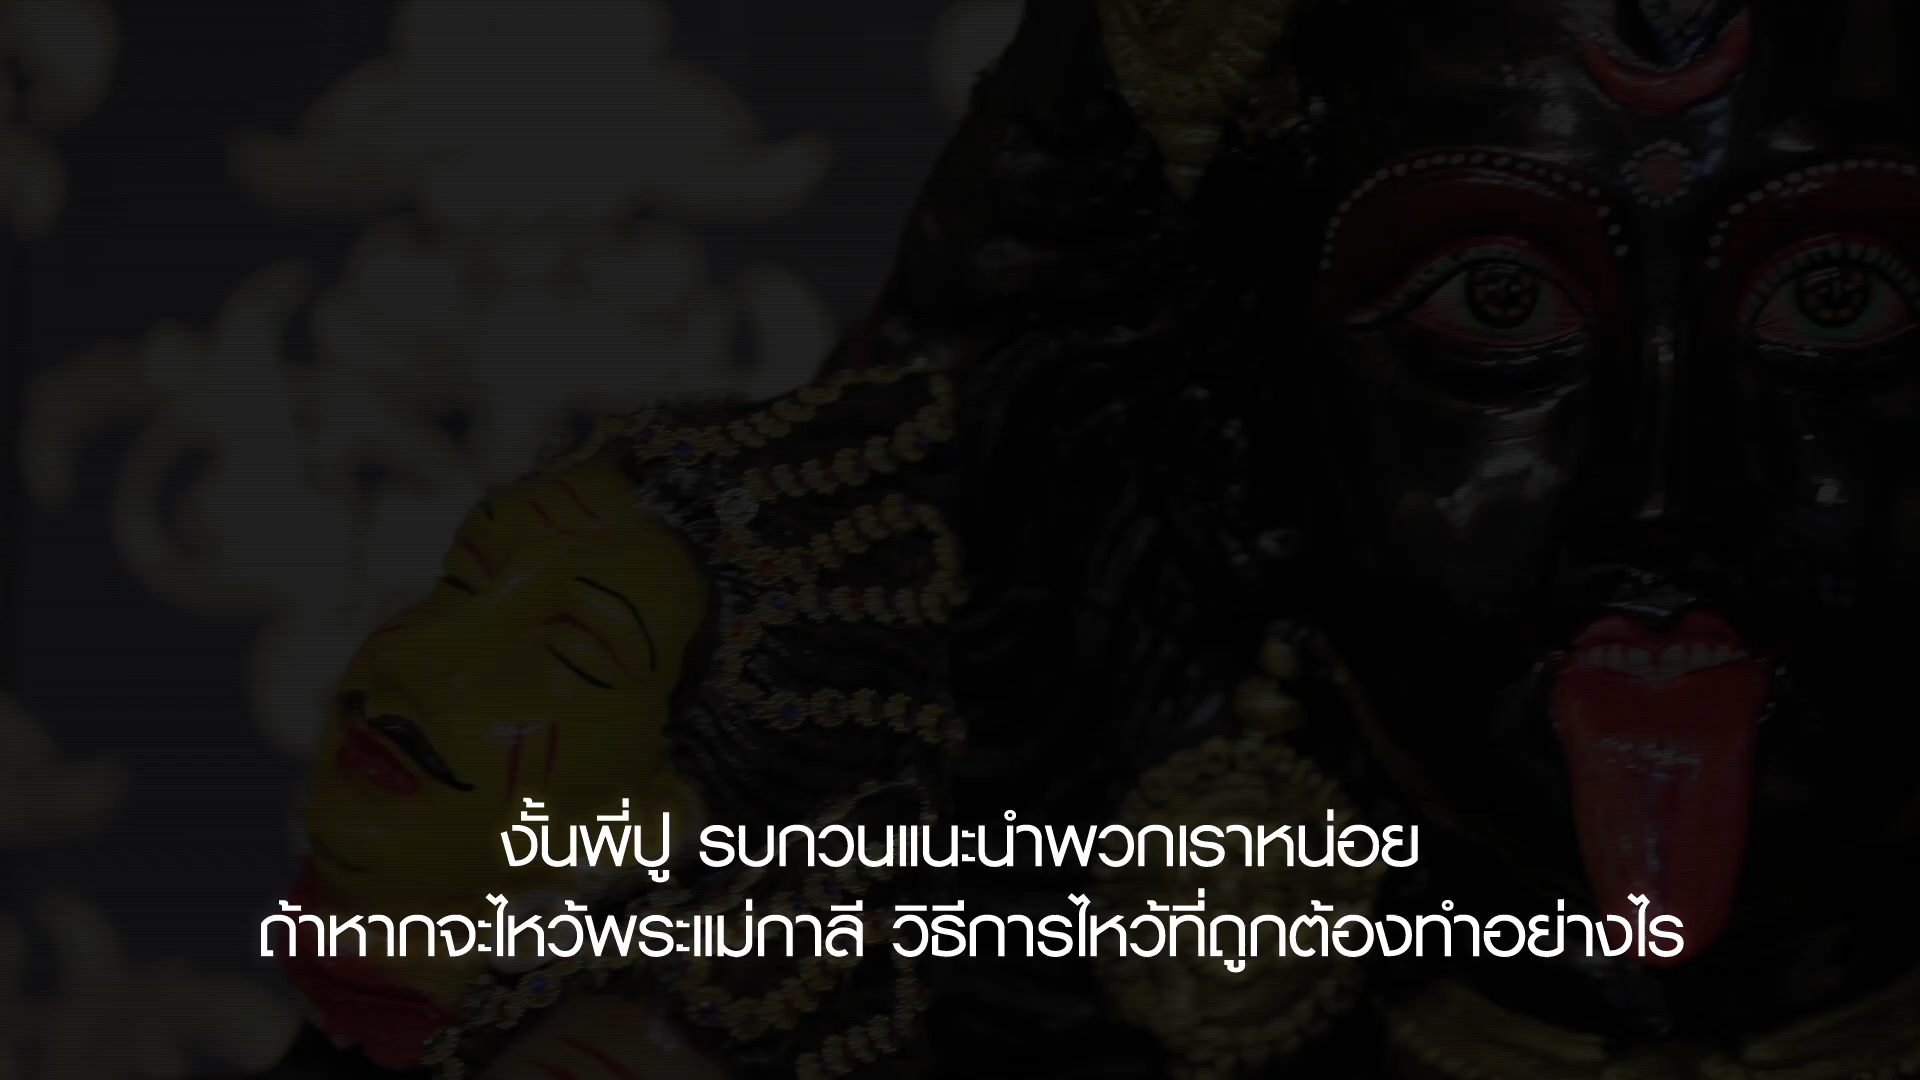 งั้นพี่ปู รบกวนแนะนำพวกเราหน่อย
ถ้าหากจะไหว้พระแม่กาลี วิธีการไหว้ที่ถูกต้องทำอย่างไร